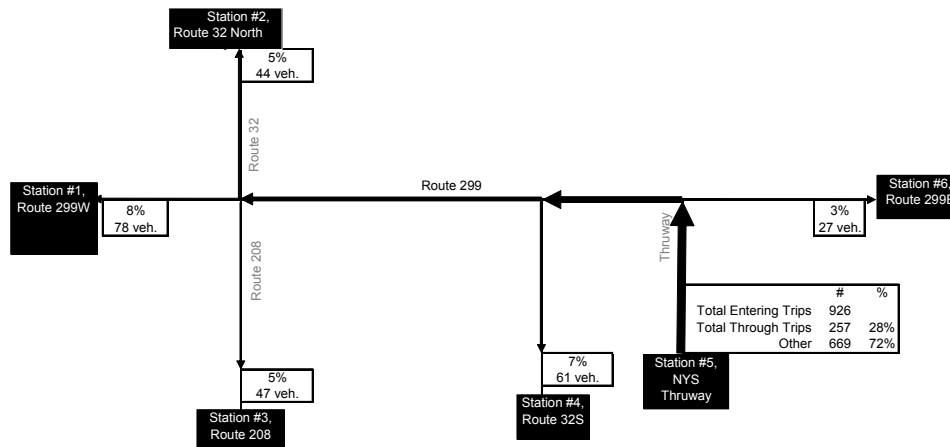 Station #2,
Route 32 North
5%
44 veh.
Route 32
Station #1,
Route 299W
8%
78 veh.
Route 299
Thruway
Station #6,
Route 299E
3%
27 veh.
Route 208
# %
Total Entering Trips 926
Total Through Trips 257 28%
Other 669 72%
5%
47 veh.
Station #3,
Route 208
7%
61 veh.
Station #4,
Route 32S
Station #5,
NYS
Thruway